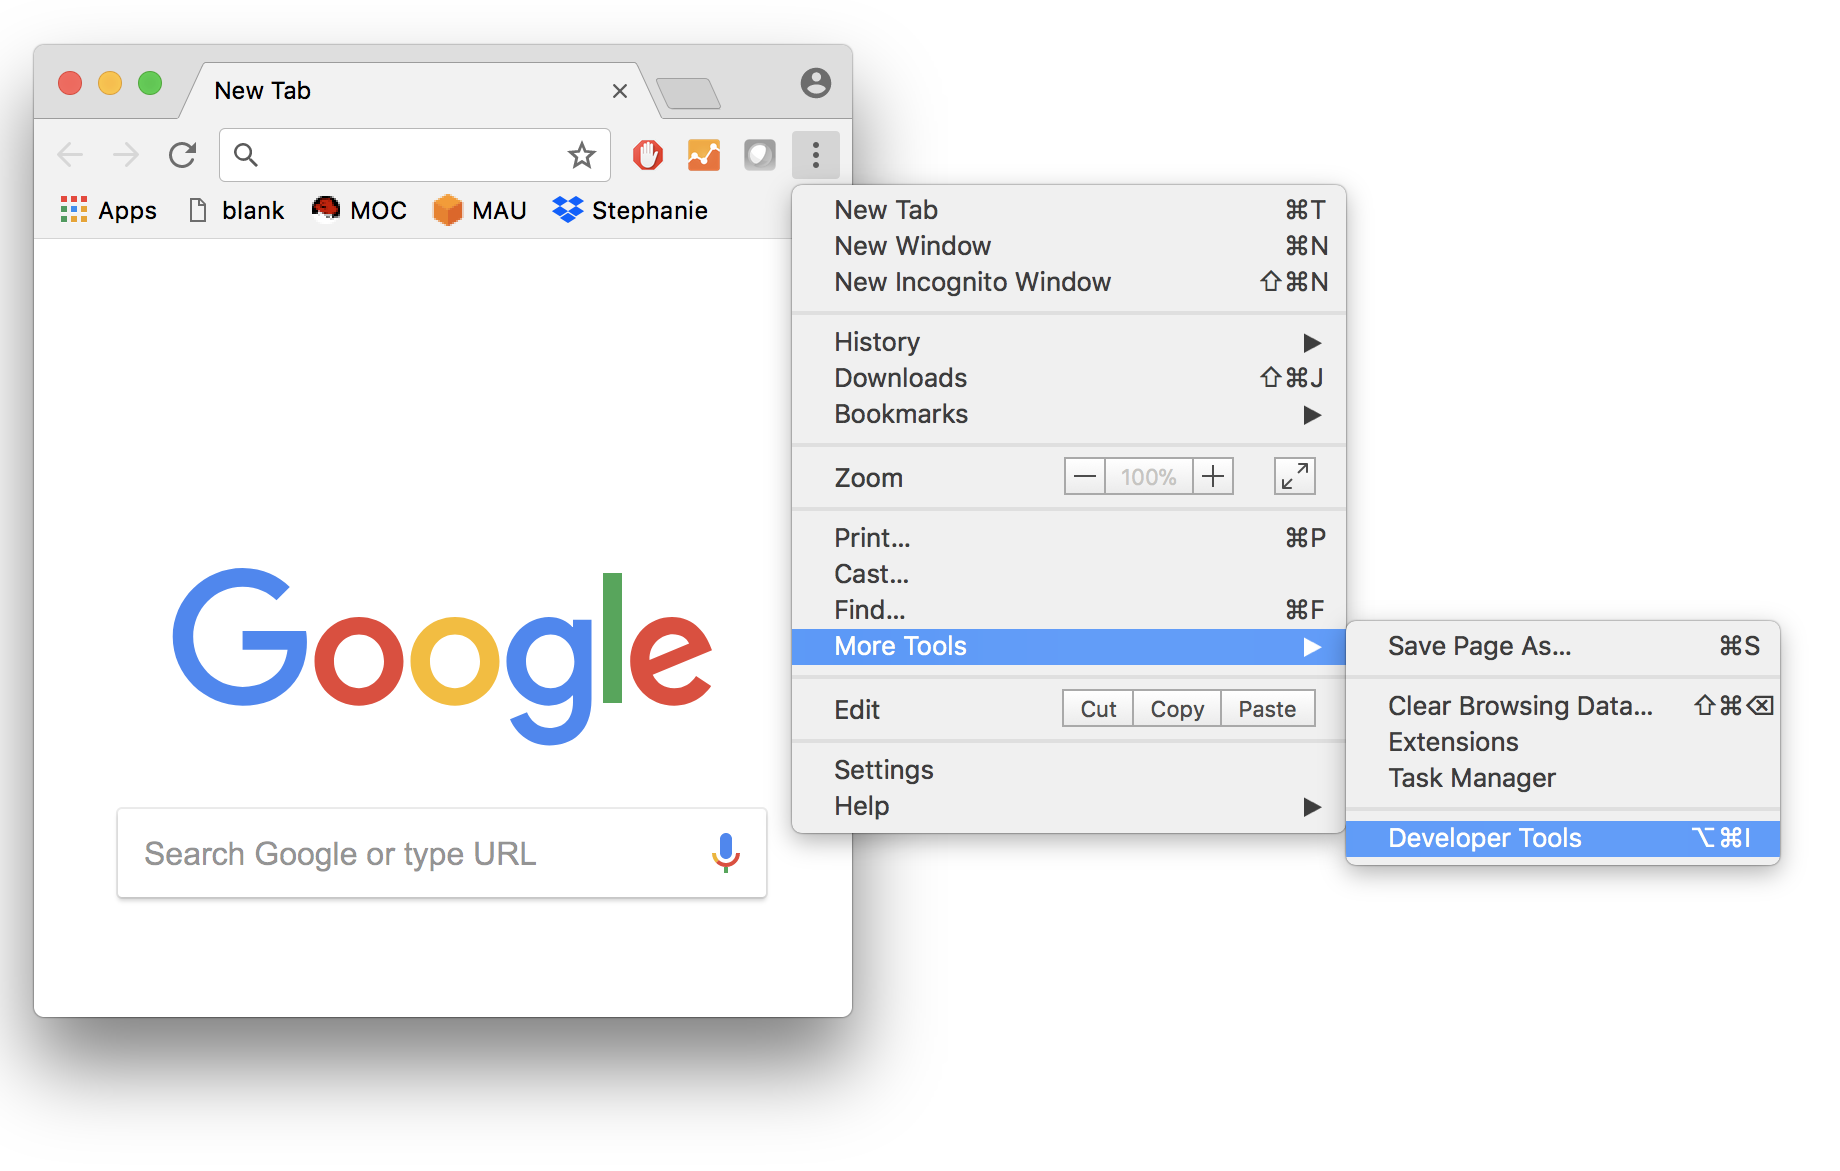 New Tab
Apps blank MOC MAU Stephanie
Google
Search Google or type URL
New Tab ⌘T
New Window ⌘N
New Incognito Window ⇧⌘N
History ▶
Downloads ⇧⌘J
Bookmarks ▶
Zoom 100%
Print... ⌘P
Cast...
Find... ⌘F
More Tools ▶
Edit Cut Copy Paste
Settings
Help ▶
Save Page As... ⌘S
Clear Browsing Data... ⇧⌘⌫
Extensions
Task Manager
Developer Tools ⌥⌘I